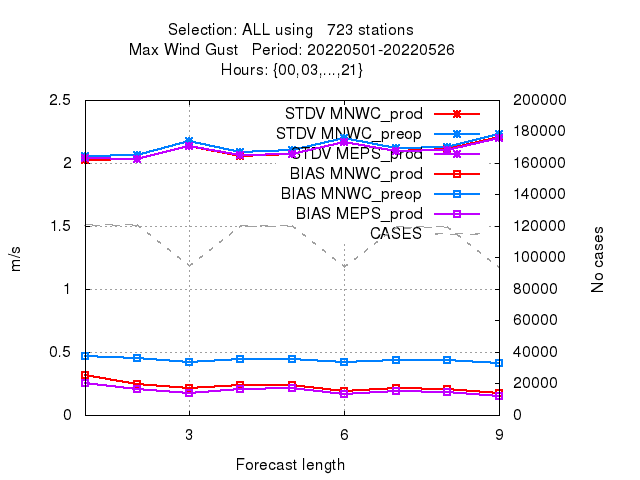 Selection: ALL using 723 stations
Max Wind Gust Period: 20220501-20220526
Hours: {00,03,...,21}
2.5
2
1.5
1
0.5
0
m/s
200000
180000
160000
140000
120000
100000
80000
60000
40000
20000
0
No cases
STDV MNWC_prod
STDV MNWC_preop
STDV MEPS_prod
BIAS MNWC_prod
BIAS MNWC_preop
BIAS MEPS_prod
CASES
3 6 9
Forecast length